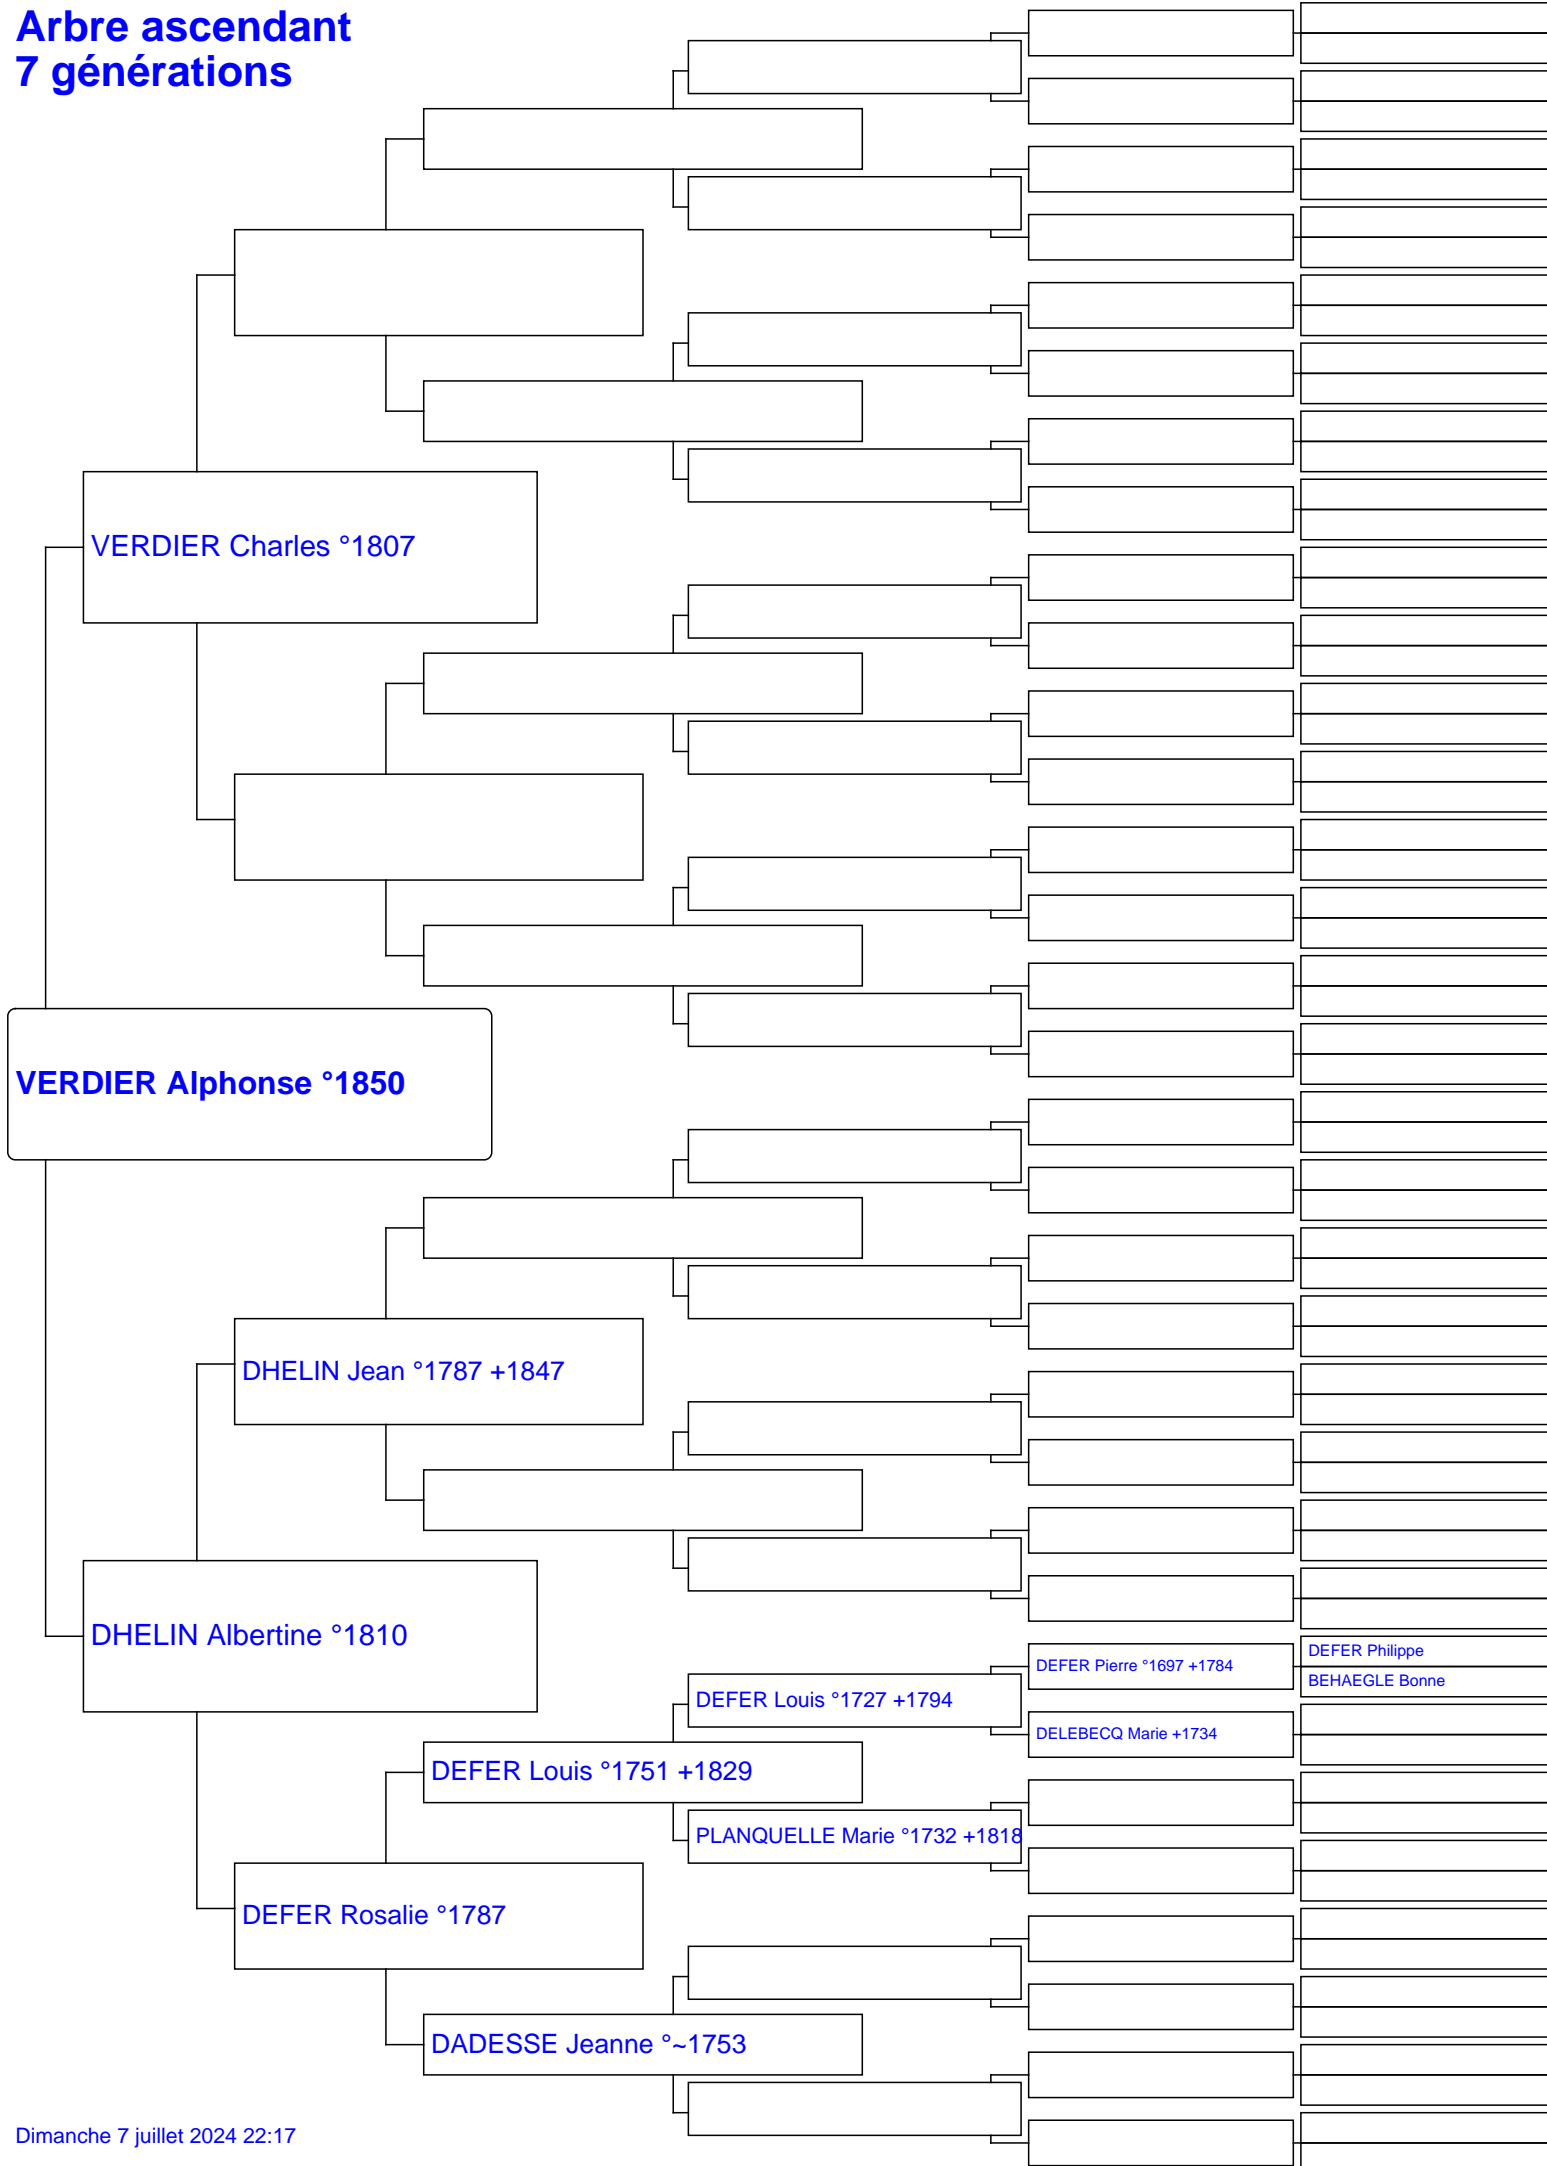 Arbre ascendant
7 générations
VERDIER Charles °1807
VERDIER Alphonse °1850
DHELIN Jean °1787 +1847
DHELIN Albertine °1810
DEFER Philippe
DEFER Pierre °1697 +1784
BEHAEGLE Bonne
DEFER Louis °1727 +1794
DELEBECQ Marie +1734
DEFER Louis °1751 +1829
PLANQUELLE Marie °1732 +1818
DEFER Rosalie °1787
DADESSE Jeanne °~1753
Dimanche 7 juillet 2024 22:17